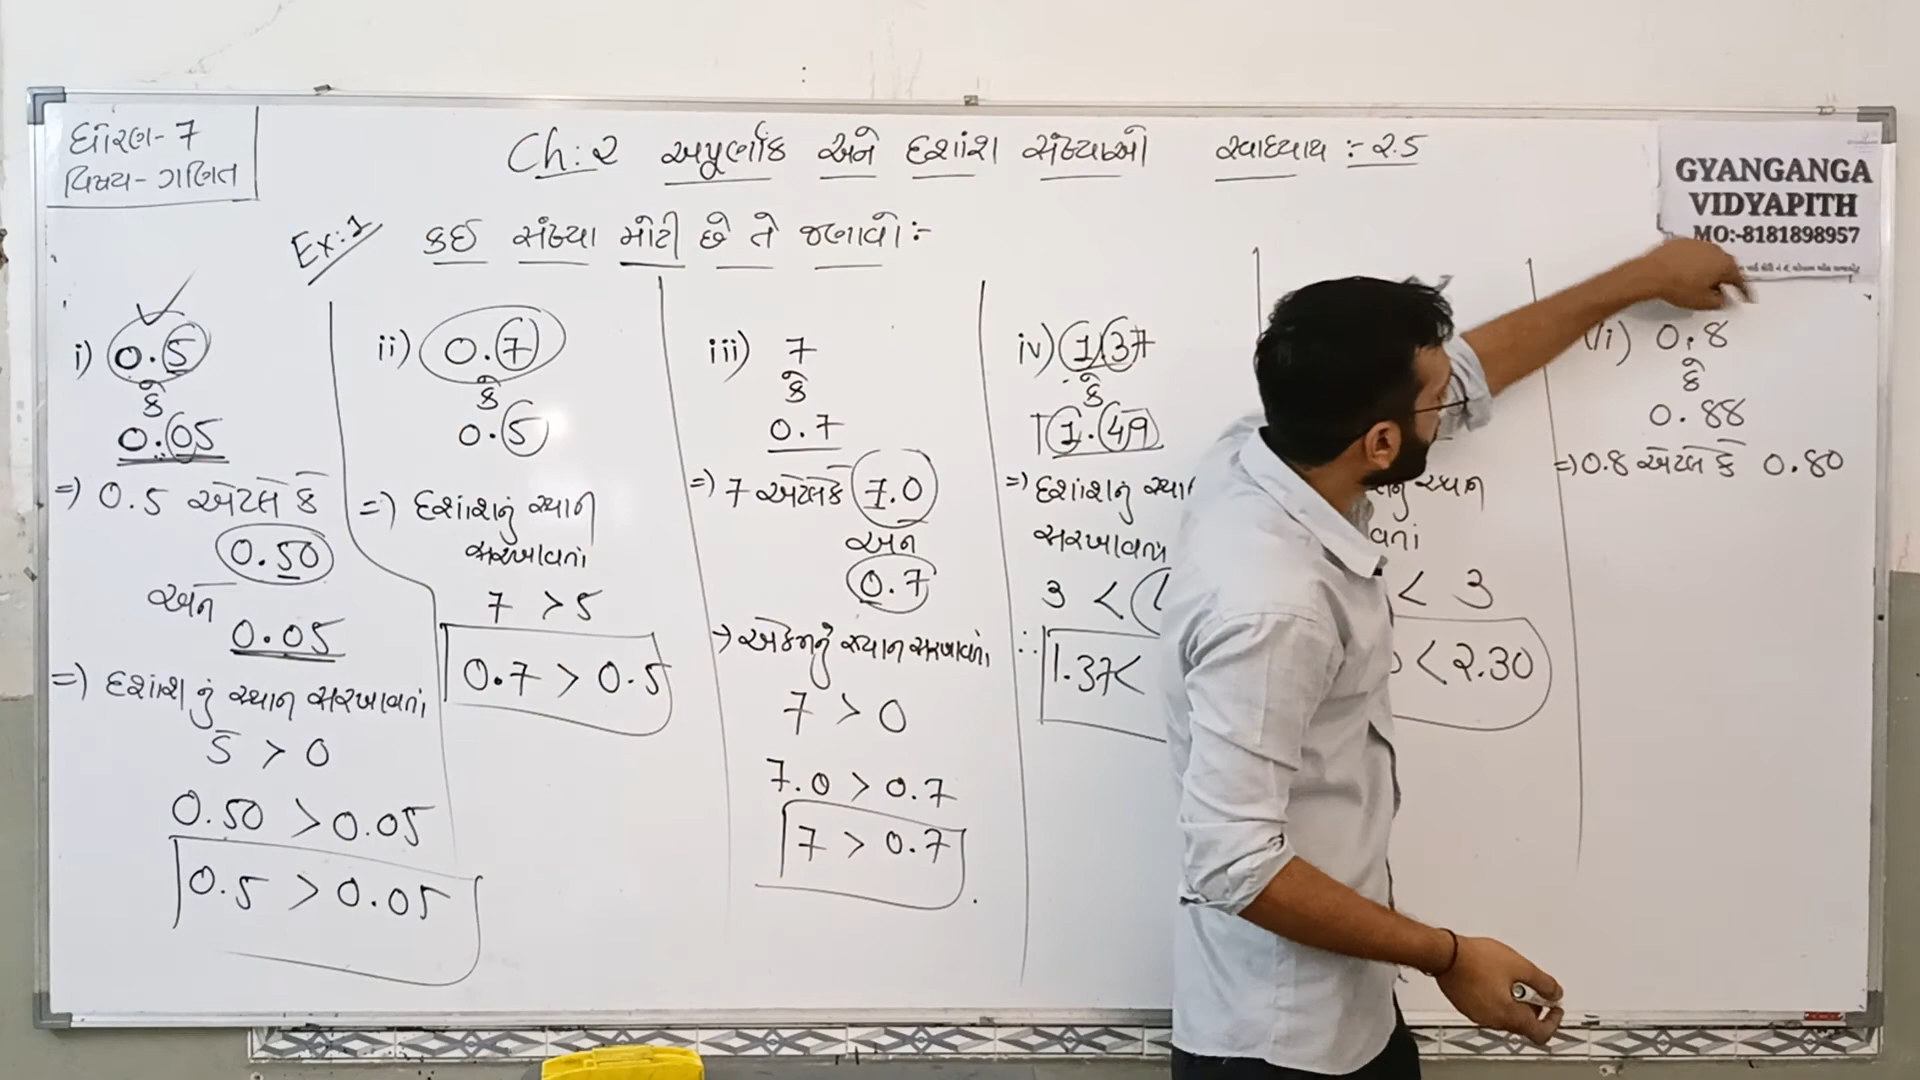 ધોરણ-7
વિષય- ગણિત
Ch:2 અપૂર્ણાંક અને દશાંશ સંખ્યાઓ સ્વાધ્યાય :- ૨.5
Ex:1 કઈ સંખ્યા મોટી છે તે જણાવો:-
GYANGANGA
VIDYAPITH
MO:-8181898957
i) 0.5
કે
0.05
=) 0.5 એટલે કે
0.50
અને
0.05
=) દશાંશ નું સ્થાન સરખાવતાં
5 > 0
0.50 > 0.05
0.5 > 0.05
ii) 0.7
કે
0.5
=) દશાંશનું સ્થાન
સરખાવતાં
7 > 5
0.7 > 0.5
iii) 7
કે
0.7
=) 7 એટલે કે 7.0
અને
0.7
→ એકમનું સ્થાન સરખાવતાં
7 > 0
7.0 > 0.7
7 > 0.7
iv) 1.37
કે
1.49
=) દશાંશનું
સરખાવતાં
3 <
∴ 1.37 <
સ્થાન
< 3
< 2.30
0.8
કે
0.88
=) 0.8 એટલે કે 0.80